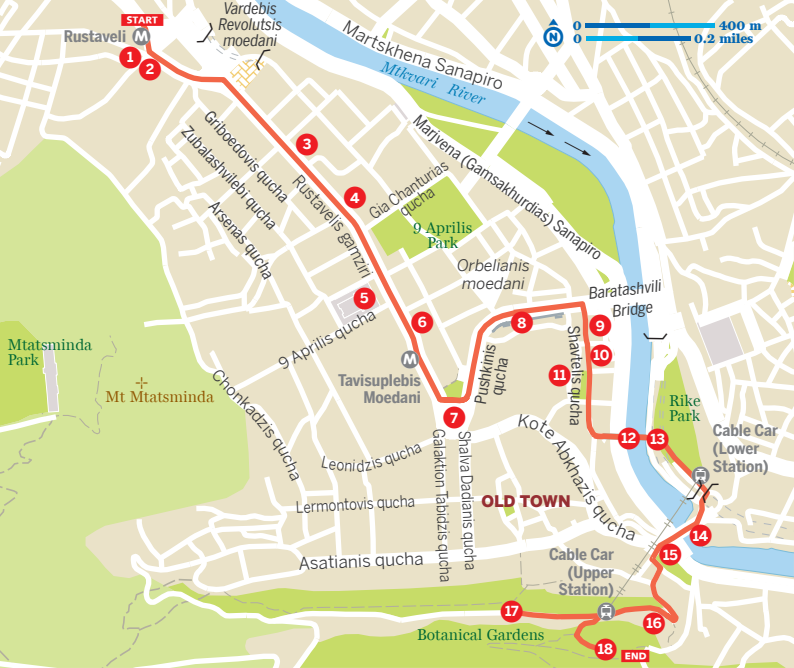 START
Rustaveli
M
1
2
Vardebis
Revolutsis
moedani
Martskhena Sanapiro
Mtkvari River
N
0 400 m
0 0.2 miles
Griboedovis qucha
Zubalashvilebi qucha
Arsenas qucha
3
Rustavelis gamziri
4
Gia Chanturias
qucha
Marjvena (Gamsakhurdias) Sanapiro
9 Aprilis
Park
Orbelianis
moedani
5
9 Aprilis qucha
6
M
Tavisuplebis
Moedani
7
Pushkinis
qucha
8
Baratashvili
Bridge
9
10
11
Shavtelis qucha
Mtatsminda
Park
Mt Mtatsminda
Chonkadzis qucha
Leonidzis qucha
Lermontovis qucha
Asatianis qucha
Galaktion Tabidzis qucha
Shalva Dadianis qucha
Kote Abkhazis qucha
OLD TOWN
Rike
Park
12
13
Cable Car
(Lower
Station)
14
15
Cable Car
(Upper
Station)
16
17
Botanical Gardens
18
END